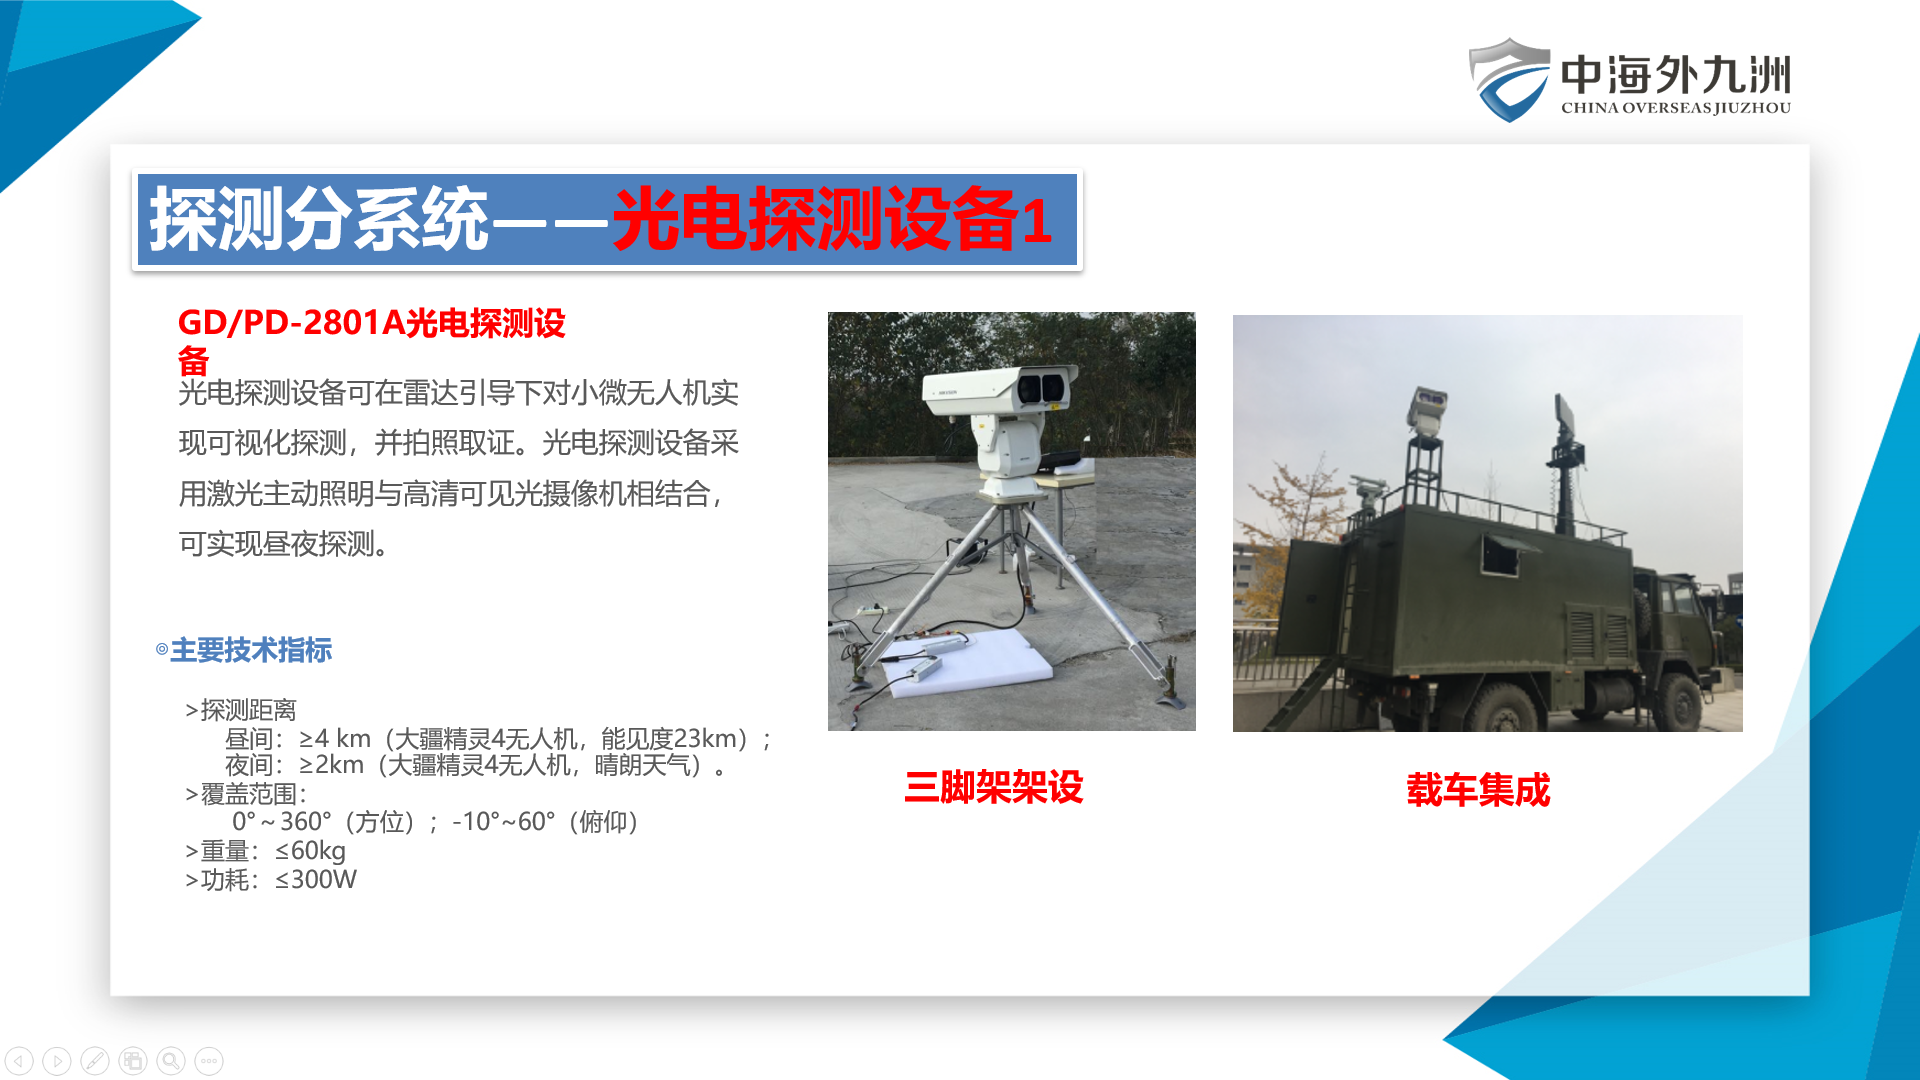 中海外九洲
CHINA OVERSEAS JIUZHOU
探测分系统——光电探测设备1
GD/PD-2801A光电探测设
备
光电探测设备可在雷达引导下对小微无人机实
现可视化探测，并拍照取证。光电探测设备采
用激光主动照明与高清可见光摄像机相结合，
可实现昼夜探测。
◎主要技术指标
>探测距离
昼间：≥4 km（大疆精灵4无人机，能见度23km）；
夜间：≥2km（大疆精灵4无人机，晴朗天气）。
>覆盖范围：
0°～360°（方位）；-10°~60°（俯仰）
>重量：≤60kg
>功耗：≤300W
三脚架架设
载车集成